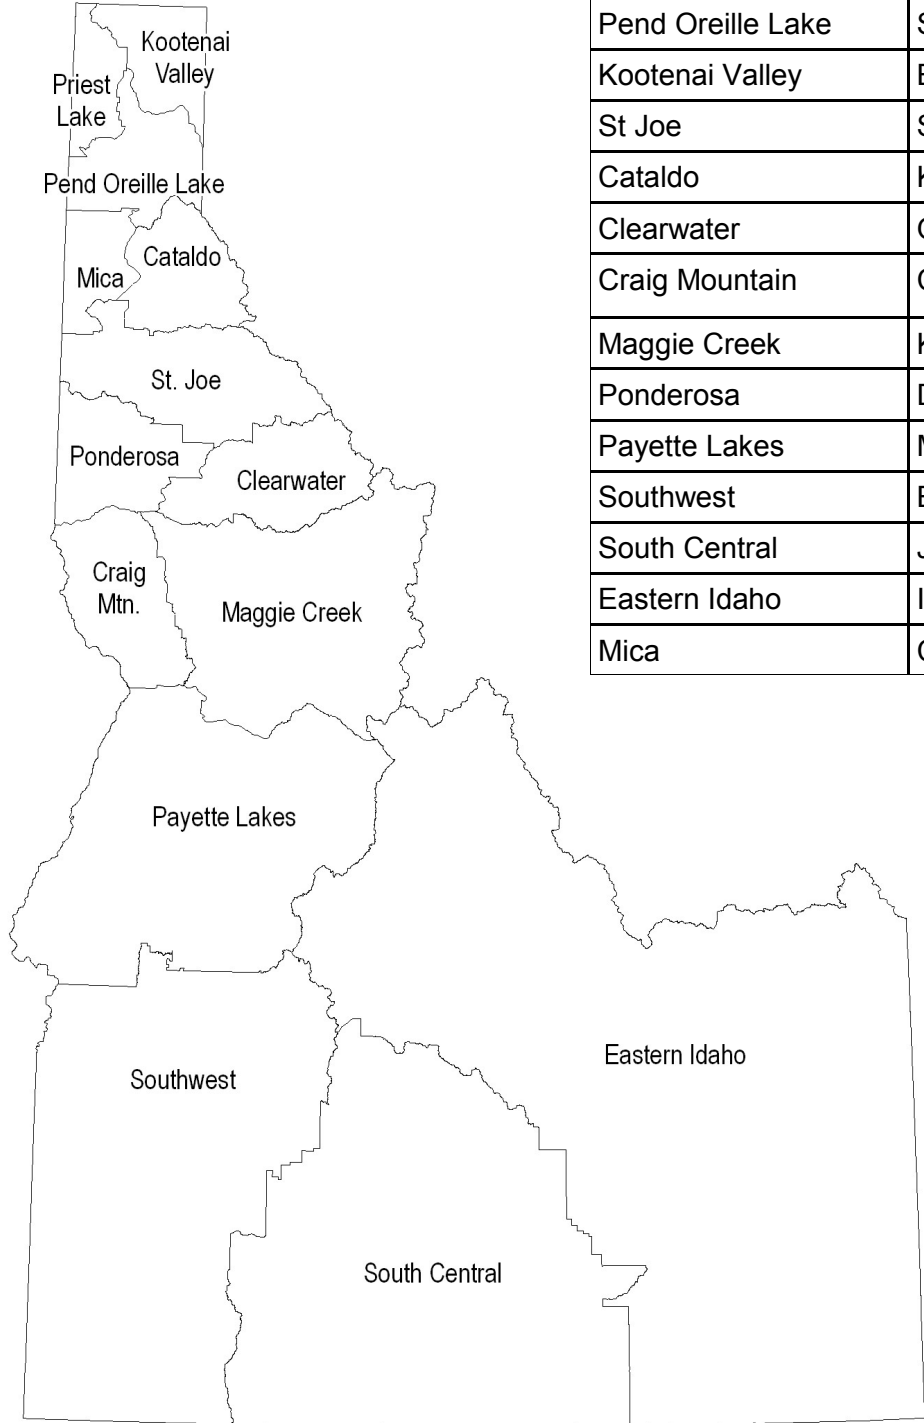 Kootenai
Valley
Priest
Lake
Pend Oreille Lake
Cataldo
Mica
St. Joe
Ponderosa
Clearwater
Craig
Mtn.
Maggie Creek
Payette Lakes
Southwest
Eastern Idaho
South Central
Pend Oreille Lake
Kootenai Valley
St Joe
Cataldo
Clearwater
Craig Mountain
Maggie Creek
Ponderosa
Payette Lakes
Southwest
South Central
Eastern Idaho
Mica